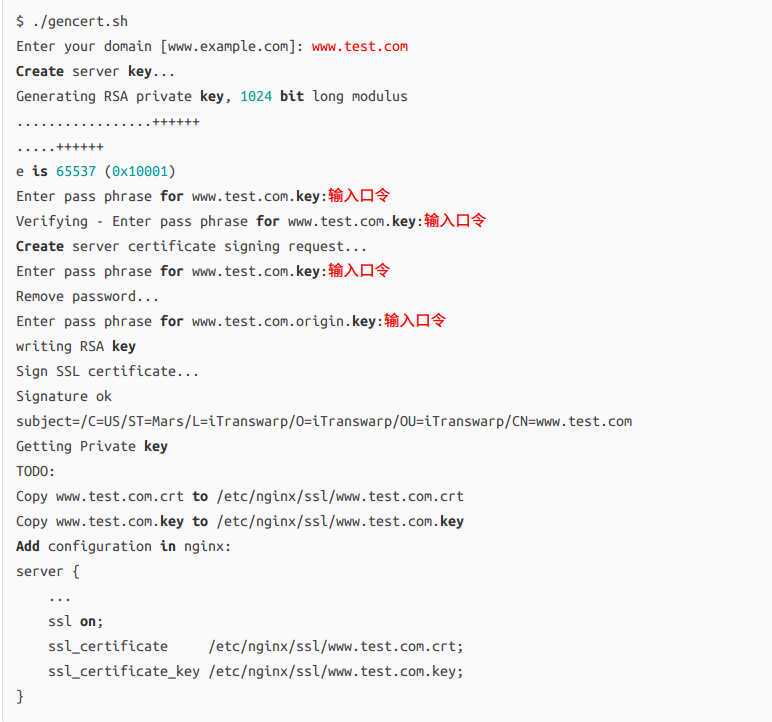 $ ./gencert.sh
Enter your domain [www.example.com]: www.test.com
Create server key...
Generating RSA private key, 1024 bit long modulus
.................++++++
.....++++++
e is 65537 (0x10001)
Enter pass phrase for www.test.com.key:输入口令
Verifying - Enter pass phrase for www.test.com.key:输入口令
Create server certificate signing request...
Enter pass phrase for www.test.com.key:输入口令
Remove password...
Enter pass phrase for www.test.com.origin.key:输入口令
writing RSA key
Sign SSL certificate...
Signature ok
subject=/C=US/ST=Mars/L=iTranswarp/O=iTranswarp/OU=iTranswarp/CN=www.test.com
Getting Private key
TODO:
Copy www.test.com.crt to /etc/nginx/ssl/www.test.com.crt
Copy www.test.com.key to /etc/nginx/ssl/www.test.com.key
Add configuration in nginx:
server {
    ...
    ssl on;
    ssl_certificate     /etc/nginx/ssl/www.test.com.crt;
    ssl_certificate_key /etc/nginx/ssl/www.test.com.key;
}